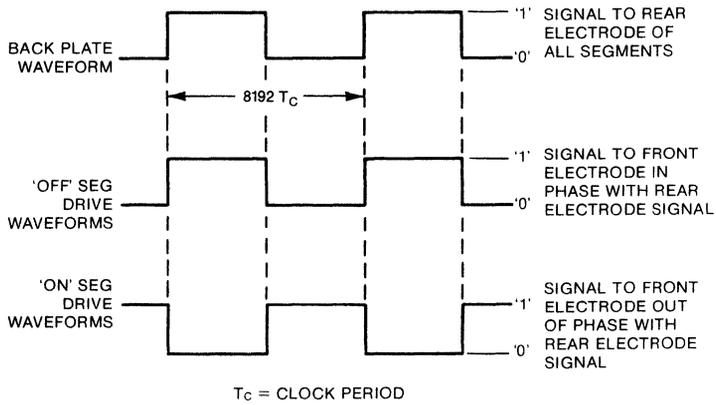 BACK PLATE
WAVEFORM
'1'
'0'
SIGNAL TO REAR
ELECTRODE OF
ALL SEGMENTS
8192 TC
'OFF' SEG
DRIVE
WAVEFORMS
'1'
'0'
SIGNAL TO FRONT
ELECTRODE IN
PHASE WITH REAR
ELECTRODE SIGNAL
'ON' SEG
DRIVE
WAVEFORMS
'1'
'0'
SIGNAL TO FRONT
ELECTRODE OUT
OF PHASE WITH
REAR ELECTRODE
SIGNAL
TC = CLOCK PERIOD